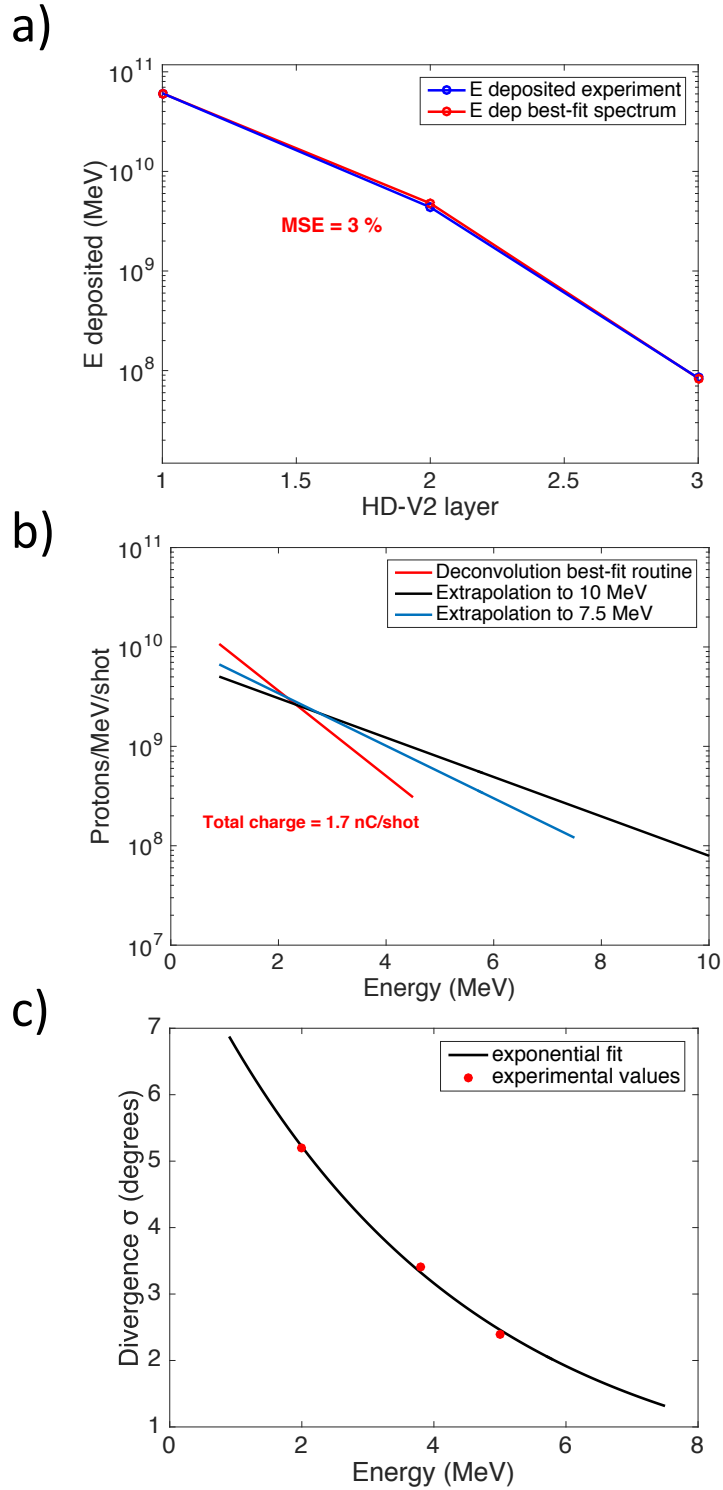 a)
E deposited (MeV)
10^11
10^10
10^9
10^8
E deposited experiment
E dep best-fit spectrum
MSE = 3 %
1
1.5
2
2.5
3
HD-V2 layer
b)
Protons/MeV/shot
10^11
10^10
10^9
10^8
10^7
Deconvolution best-fit routine
Extrapolation to 10 MeV
Extrapolation to 7.5 MeV
Total charge = 1.7 nC/shot
0
2
4
6
8
10
Energy (MeV)
c)
Divergence σ (degrees)
7
6
5
4
3
2
1
exponential fit
experimental values
0
2
4
6
8
Energy (MeV)